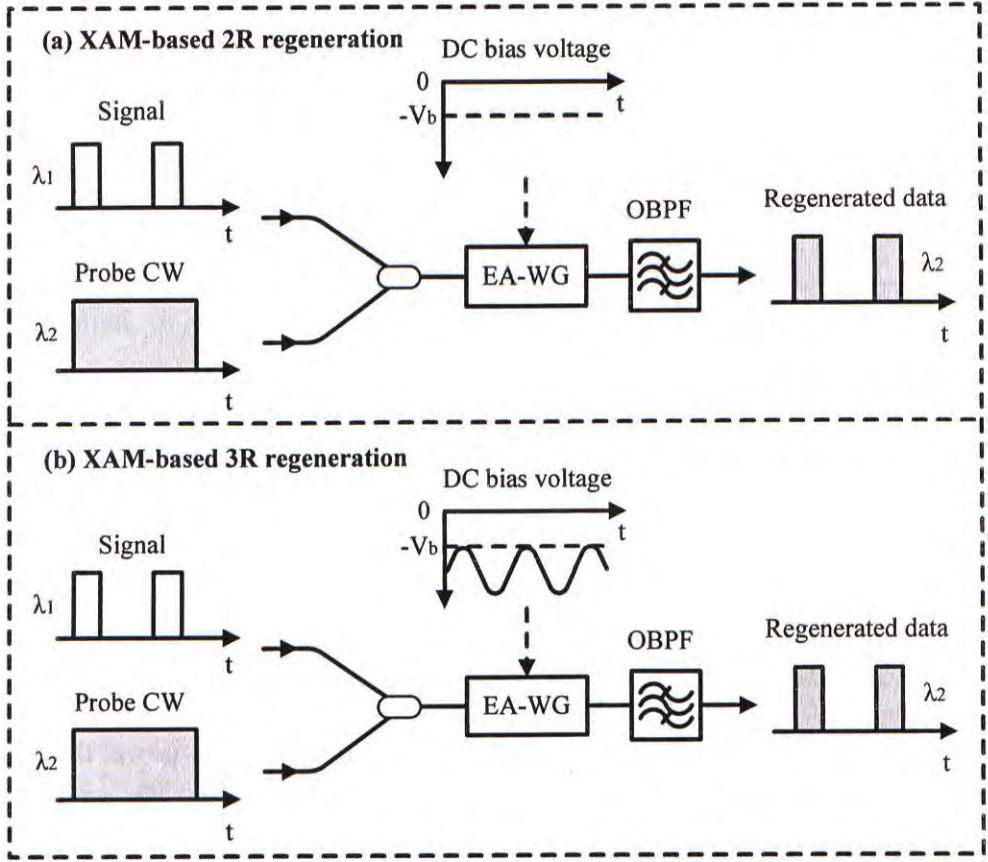 (a) XAM-based 2R regeneration
DC bias voltage
0
t
-Vb
Signal
λ1
t
Probe CW
λ2
t
EA-WG
OBPF
Regenerated data
λ2
t
(b) XAM-based 3R regeneration
DC bias voltage
0
t
-Vb
Signal
λ1
t
Probe CW
λ2
t
EA-WG
OBPF
Regenerated data
λ2
t